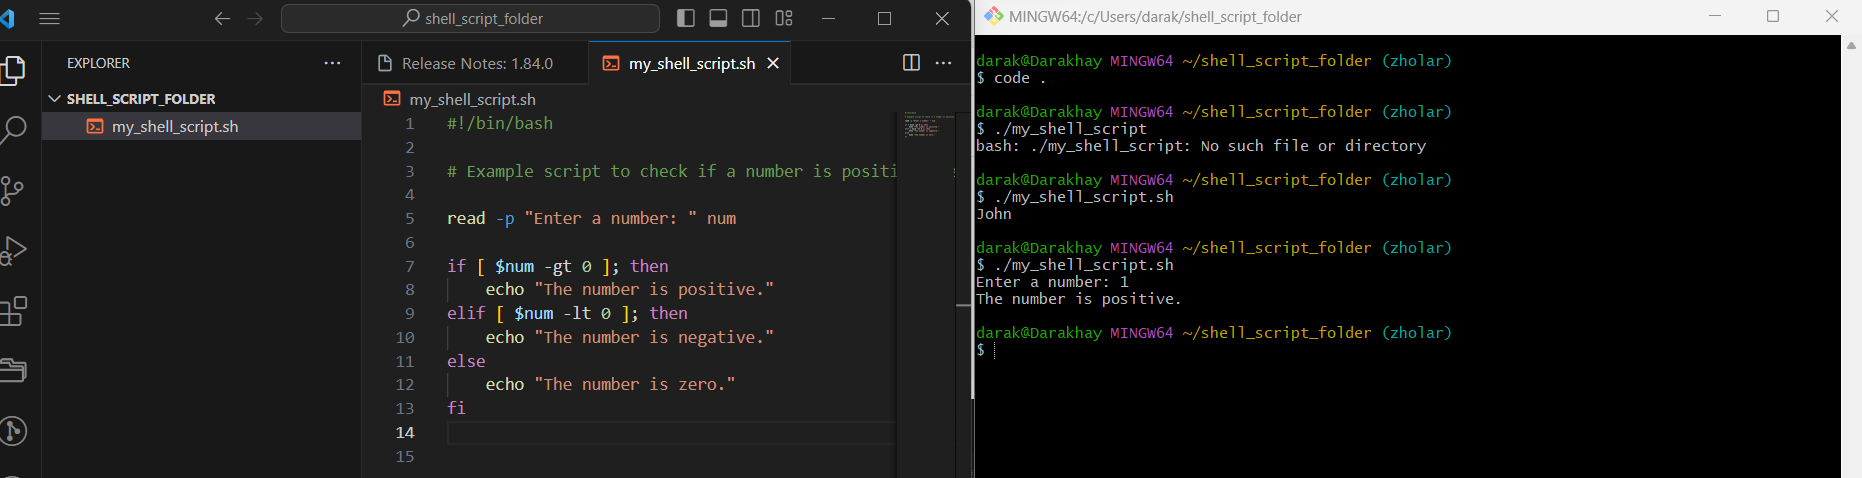 shell_script_folder
EXPLORER
SHELL_SCRIPT_FOLDER
my_shell_script.sh
Release Notes: 1.84.0
my_shell_script.sh
my_shell_script.sh
1 #!/bin/bash
2
3 # Example script to check if a number is positi
4
5 read -p "Enter a number: " num
6
7 if [ $num -gt 0 ]; then
8 echo "The number is positive."
9 elif [ $num -lt 0 ]; then
10 echo "The number is negative."
11 else
12 echo "The number is zero."
13 fi
14
15
MINGW64:/c/Users/darak/shell_script_folder
darak@Darakhay MINGW64 ~/shell_script_folder (zholar)
$ code .
darak@Darakhay MINGW64 ~/shell_script_folder (zholar)
$ ./my_shell_script
bash: ./my_shell_script: No such file or directory
darak@Darakhay MINGW64 ~/shell_script_folder (zholar)
$ ./my_shell_script.sh
John
darak@Darakhay MINGW64 ~/shell_script_folder (zholar)
$ ./my_shell_script.sh
Enter a number: 1
The number is positive.
darak@Darakhay MINGW64 ~/shell_script_folder (zholar)
$